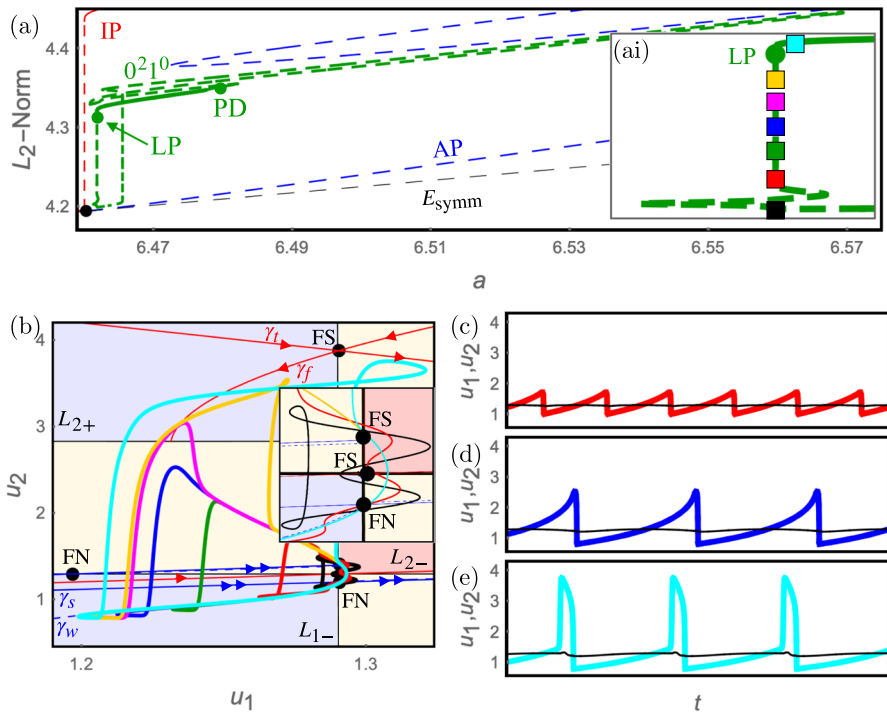 (a)
IP
0²1⁰
PD
LP
AP
E_symm
(ai)
LP
L₂-Norm
4.4
4.3
4.2
6.47
6.49
6.51
6.53
6.55
6.57
a
(b)
γ_t
FS
γ_f
L₂₊
FS
FS
FN
FN
L₂₋
FN
γ_s
γ_w
L₁₋
u₂
4
3
2
1
1.2
1.3
u₁
(c)
u₁,u₂
4
3
2
1
(d)
u₁,u₂
4
3
2
1
(e)
u₁,u₂
4
3
2
1
t